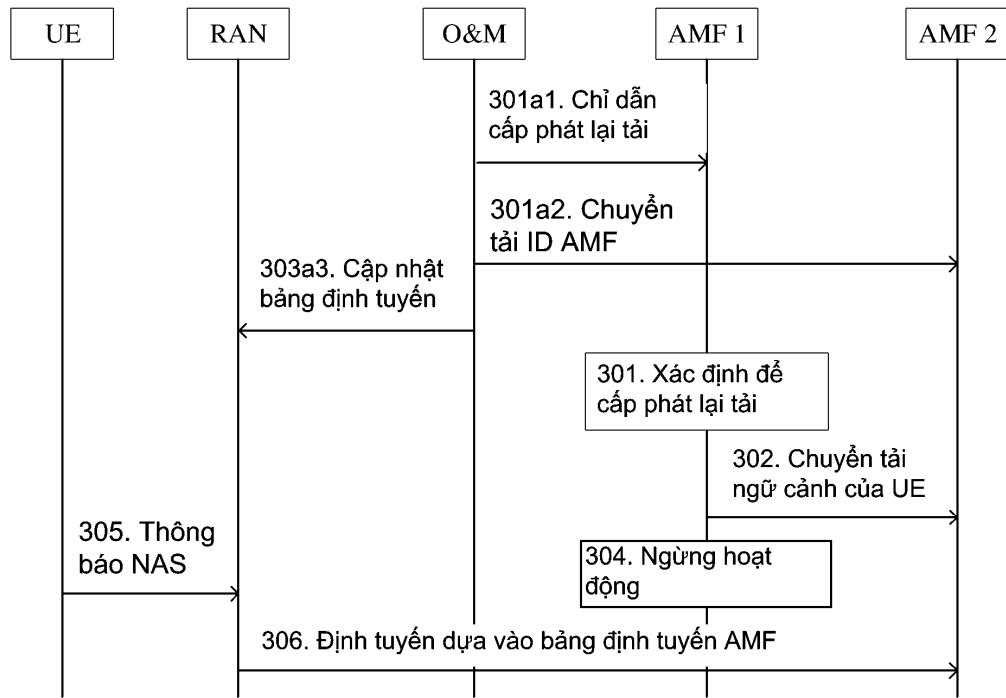 UE
RAN
O&M
AMF 1
AMF 2
301a1. Chỉ dẫn
cấp phát lại tải
301a2. Chuyển
tải ID AMF
303a3. Cập nhật
bảng định tuyến
301. Xác định để
cấp phát lại tải
302. Chuyển tải
ngữ cảnh của UE
305. Thông
báo NAS
304. Ngừng hoạt
động
306. Định tuyến dựa vào bảng định tuyến AMF